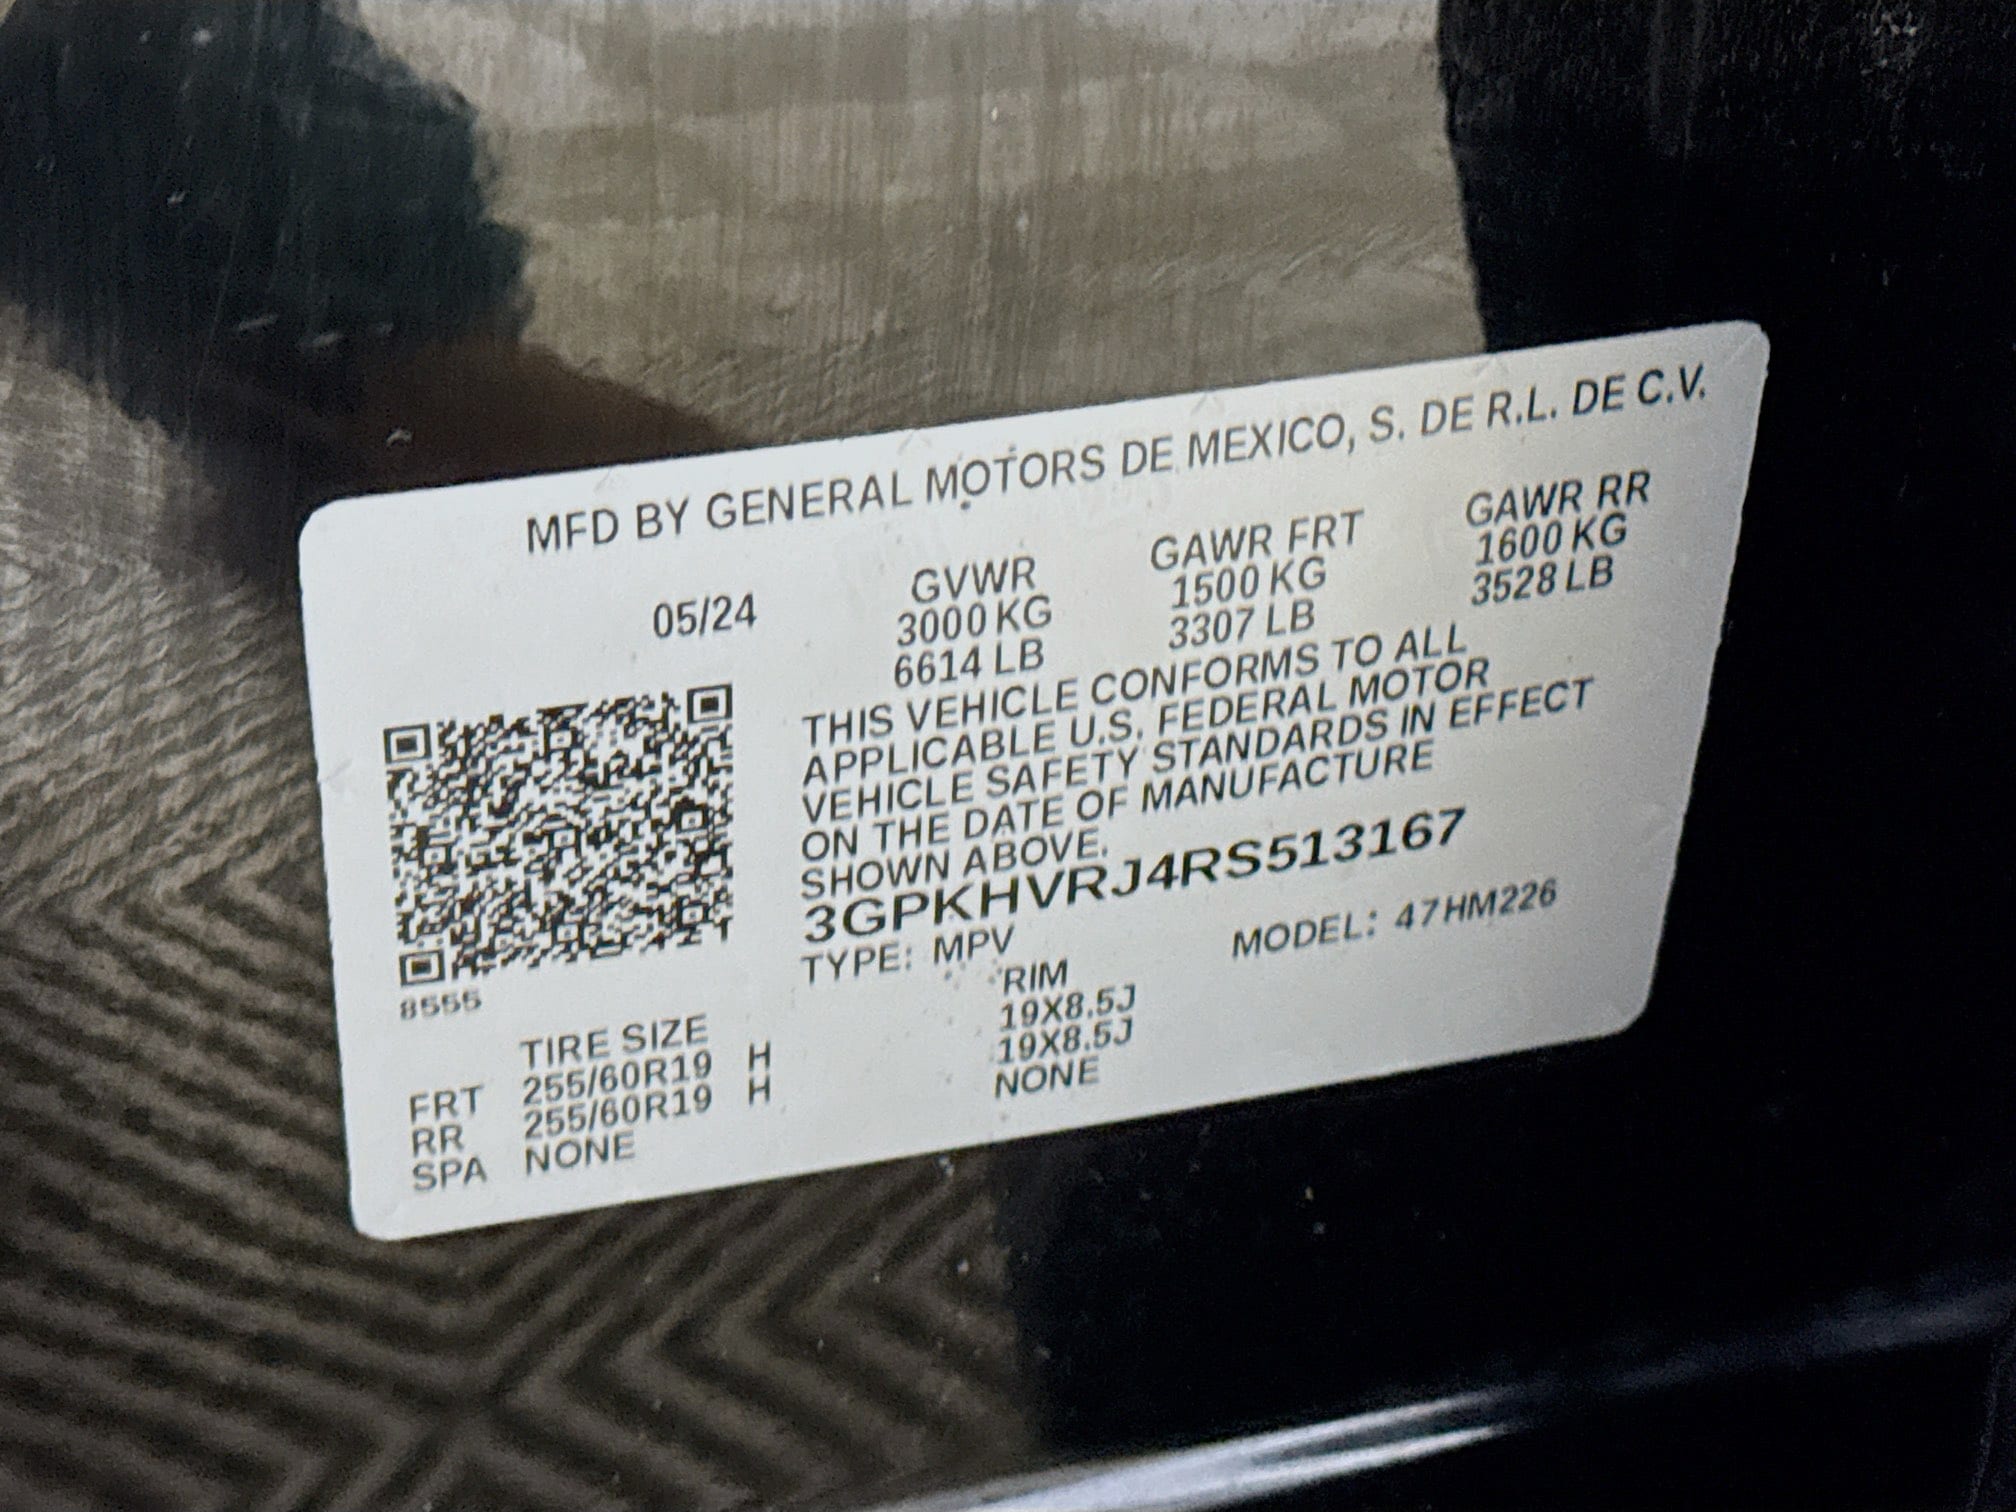 MFD BY GENERAL MOTORS DE MEXICO, S. DE R.L. DE C.V.
05/24
GVWR
3000 KG
6614 LB
GAWR FRT
1500 KG
3307 LB
GAWR RR
1600 KG
3528 LB
THIS VEHICLE CONFORMS TO ALL
APPLICABLE U.S. FEDERAL MOTOR
VEHICLE SAFETY STANDARDS IN EFFECT
ON THE DATE OF MANUFACTURE
SHOWN ABOVE.
3GPKHVRJ4RS513167
TYPE: MPV MODEL: 47HM226
8555
TIRE SIZE RIM
FRT 255/60R19 H 19X8.5J
RR 255/60R19 H 19X8.5J
SPA NONE NONE